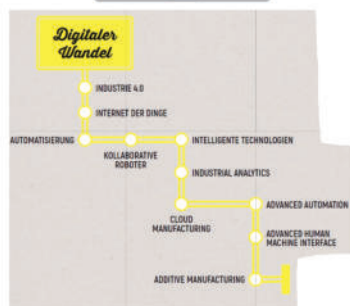 Digitaler
Wandel
INDUSTRIE 4.0
INTERNET DER DINGE
AUTOMATISIERUNG
KOLLABORATIVE
ROBOTER
INTELLIGENTE TECHNOLOGIEN
INDUSTRIAL ANALYTICS
CLOUD
MANUFACTURING
ADVANCED AUTOMATION
ADVANCED HUMAN
MACHINE INTERFACE
ADDITIVE MANUFACTURING